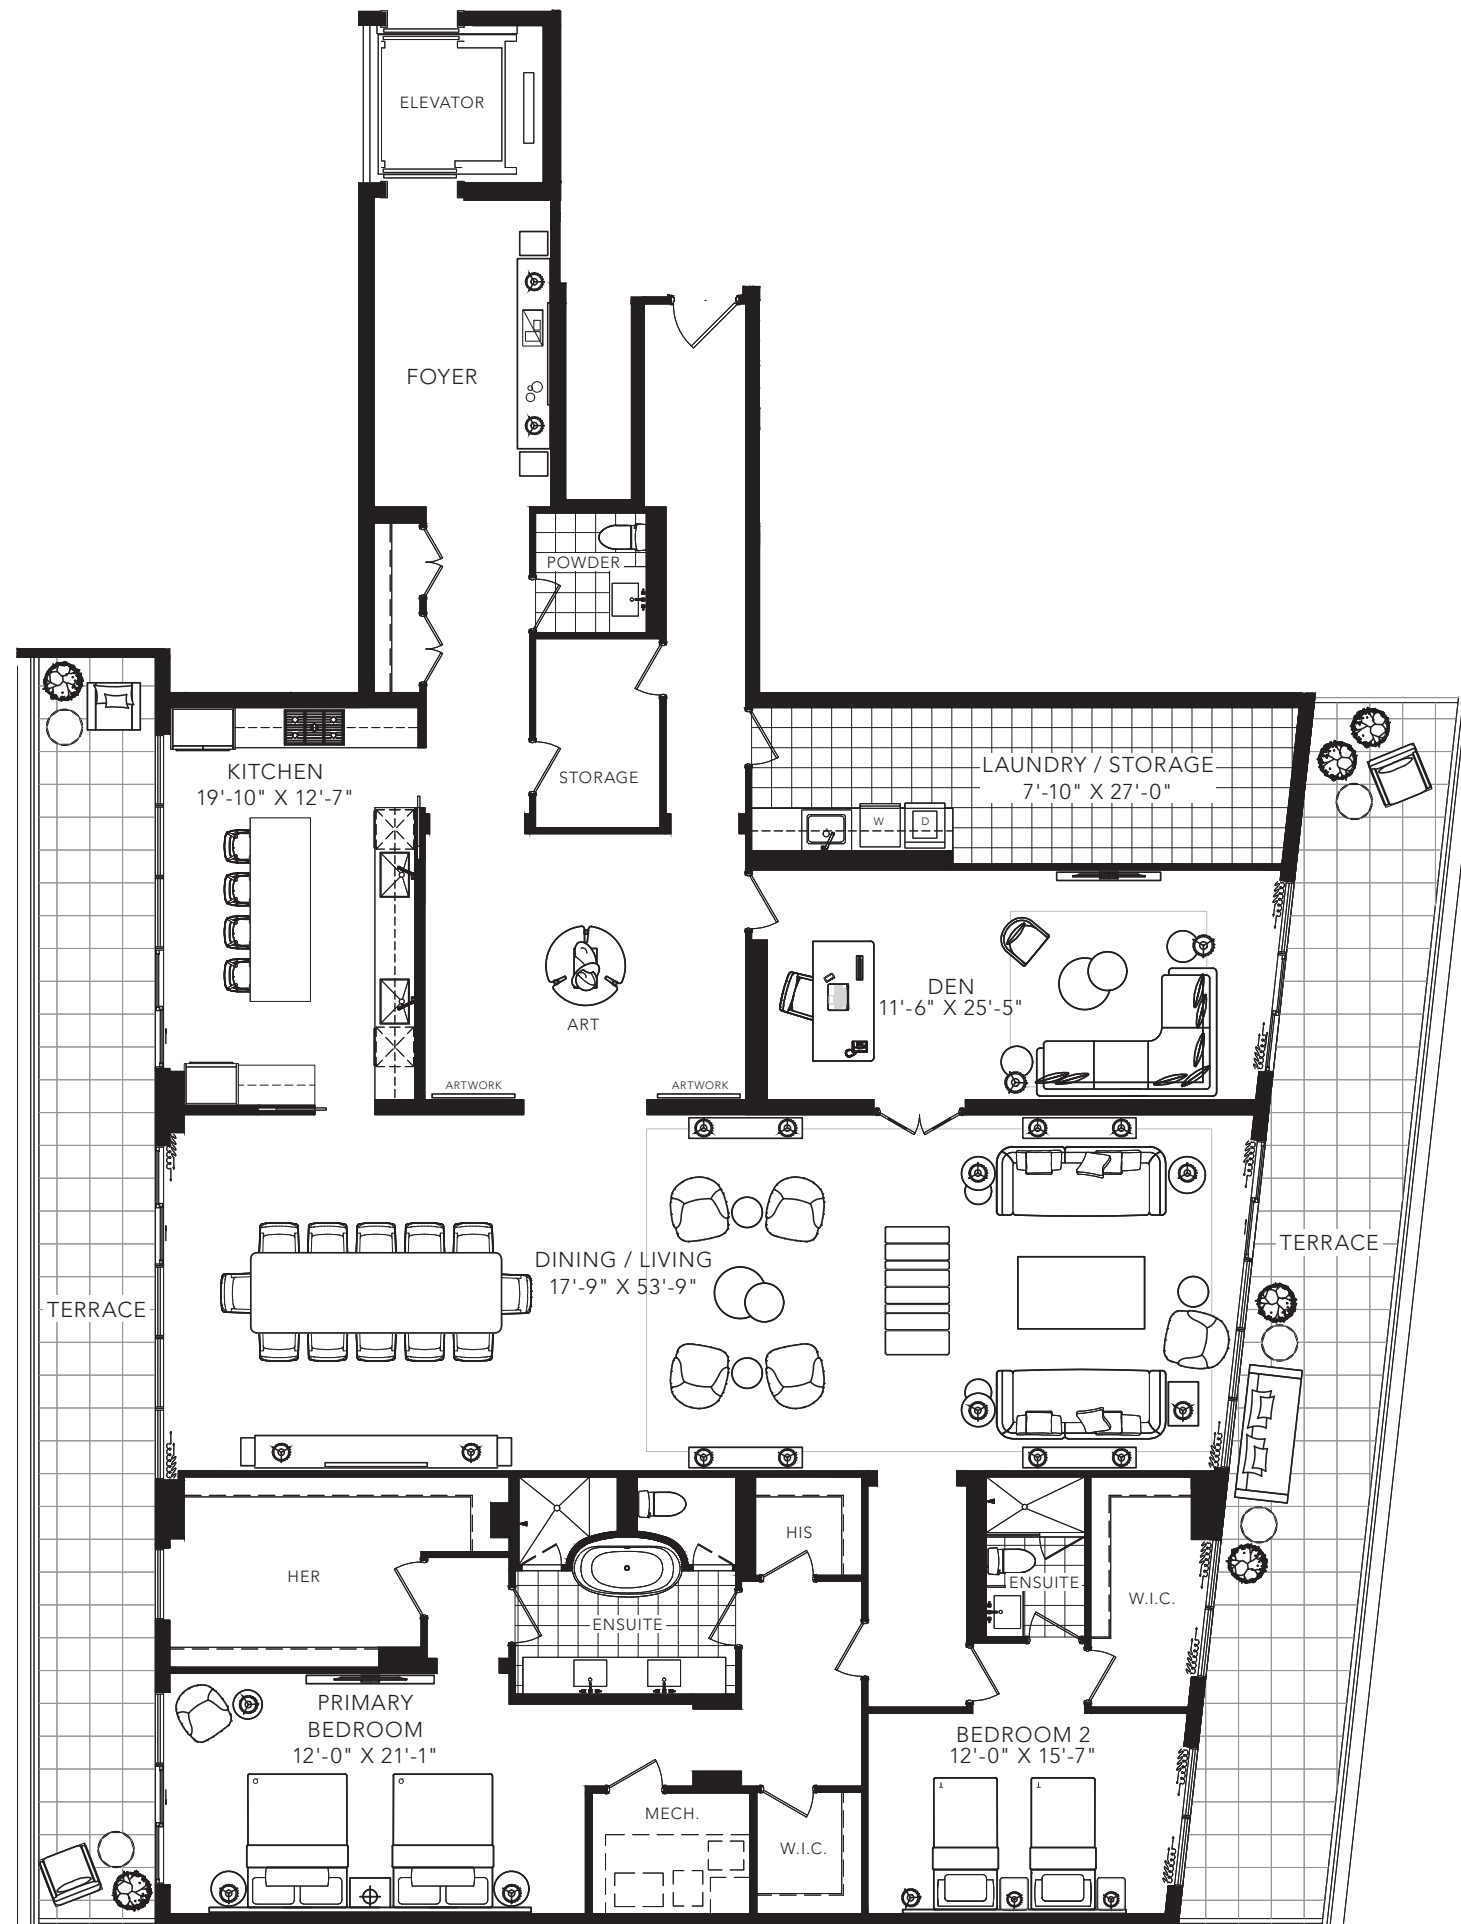 ELEVATOR
FOYER
POWDER
STORAGE
KITCHEN
19'-10" X 12'-7"
LAUNDRY / STORAGE
7'-10" X 27'-0"
W
D
DEN
11'-6" X 25'-5"
ART
ARTWORK
ARTWORK
DINING / LIVING
17'-9" X 53'-9"
TERRACE
TERRACE
HIS
HER
ENSUITE
ENSUITE
W.I.C.
PRIMARY
BEDROOM
12'-0" X 21'-1"
BEDROOM 2
12'-0" X 15'-7"
MECH.
W.I.C.